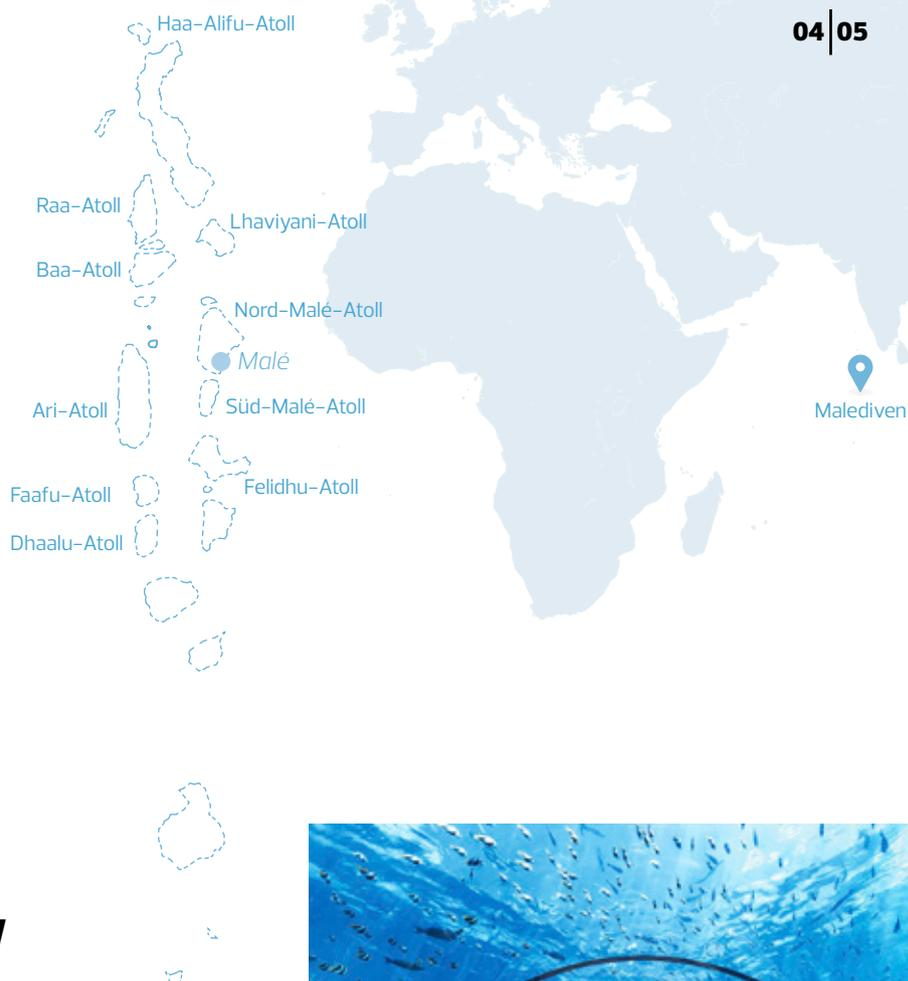 Haa-Alifu-Atoll
04|05
Raa-Atoll
Lhaviyani-Atoll
Baa-Atoll
Nord-Malé-Atoll
Malé
Ari-Atoll
Süd-Malé-Atoll
Malediven
Faafu-Atoll
Felidhu-Atoll
Dhaalu-Atoll